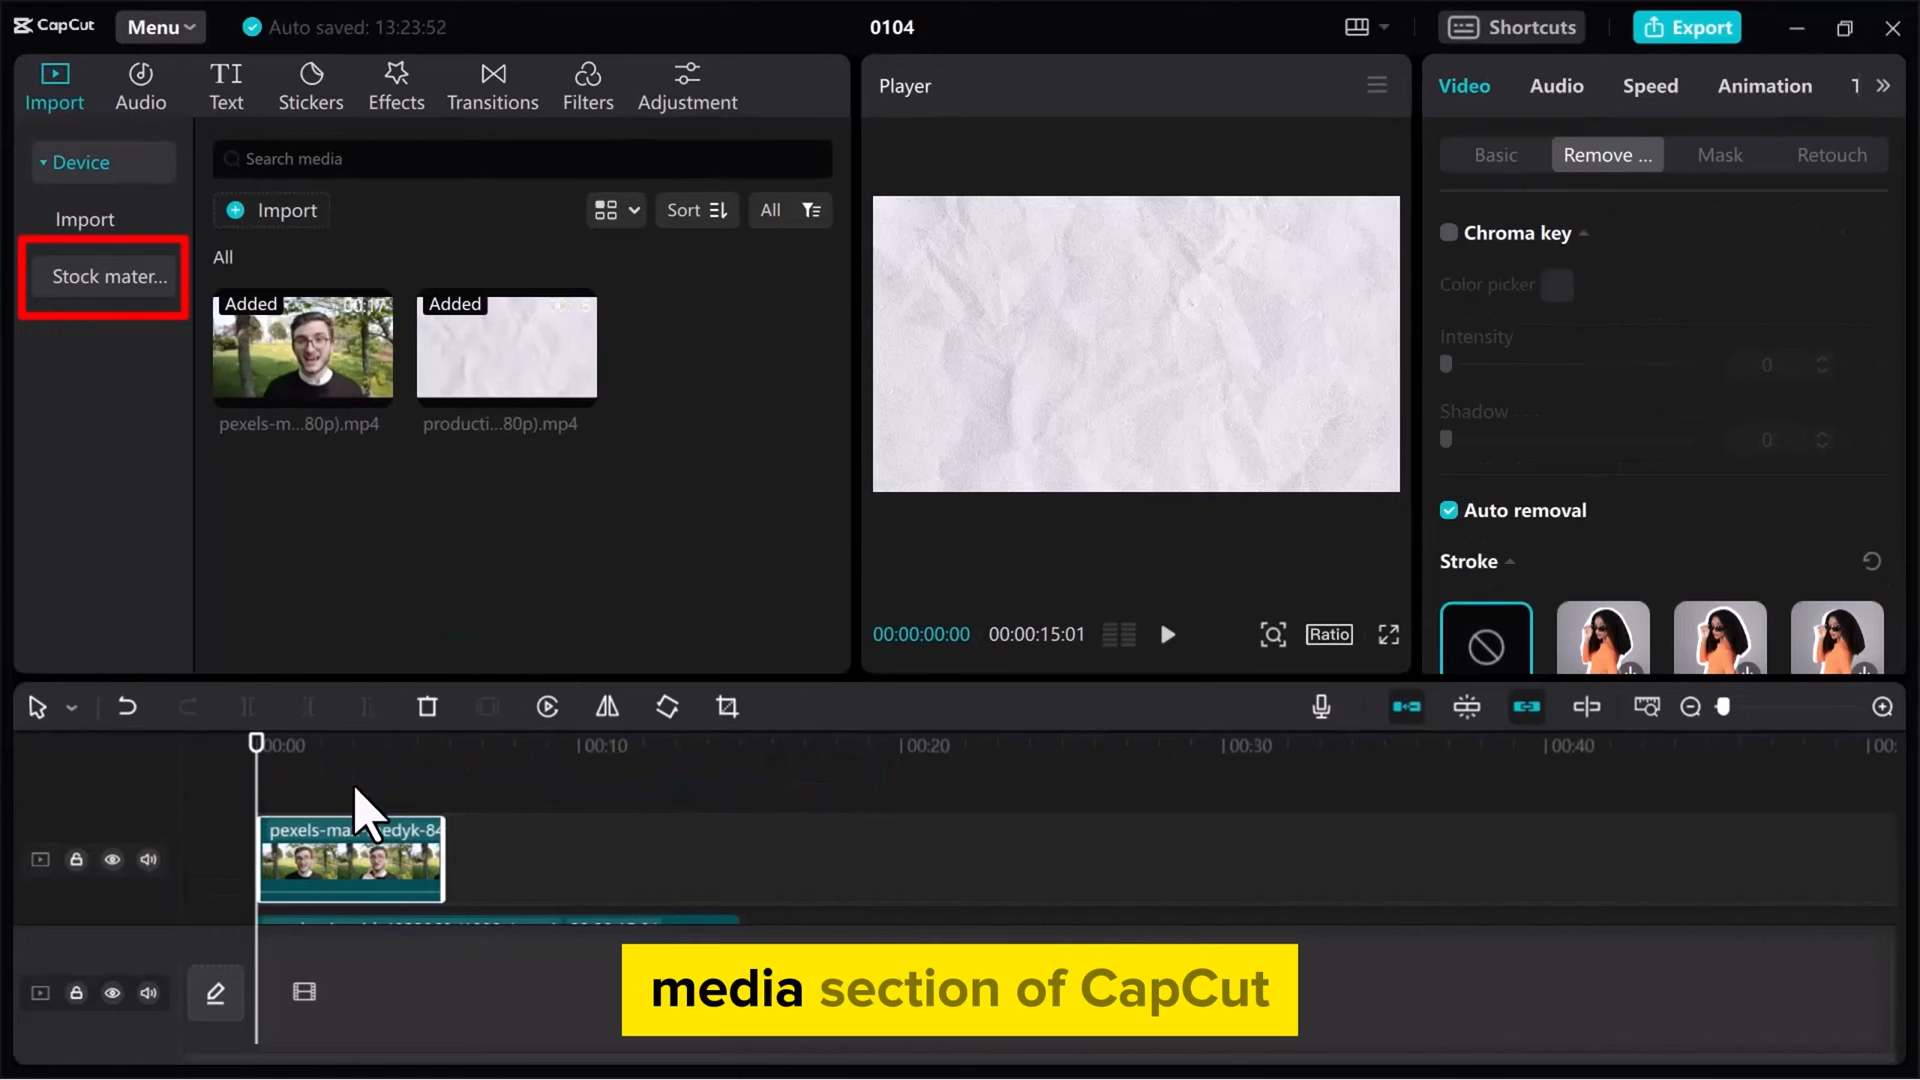 CapCut
Menu
Auto saved: 13:23:52
0104
Shortcuts
Export
Import
Audio
Text
Stickers
Effects
Transitions
Filters
Adjustment
Player
Video
Audio
Speed
Animation
Device
Search media
Basic
Remove ...
Mask
Retouch
Import
Import
Sort
All
Chroma key
Stock mater...
All
Color picker
Added
00:17
Added
Intensity
0
Shadow
0
pexels-m...80p).mp4
producti...80p).mp4
Auto removal
Stroke
00:00:00:00
00:00:15:01
Ratio
00:00
00:10
00:20
00:30
00:40
00:
media section of CapCut